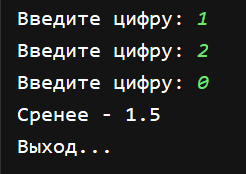 Введите цифру: 1
Введите цифру: 2
Введите цифру: 0
Сренее - 1.5
Выход...